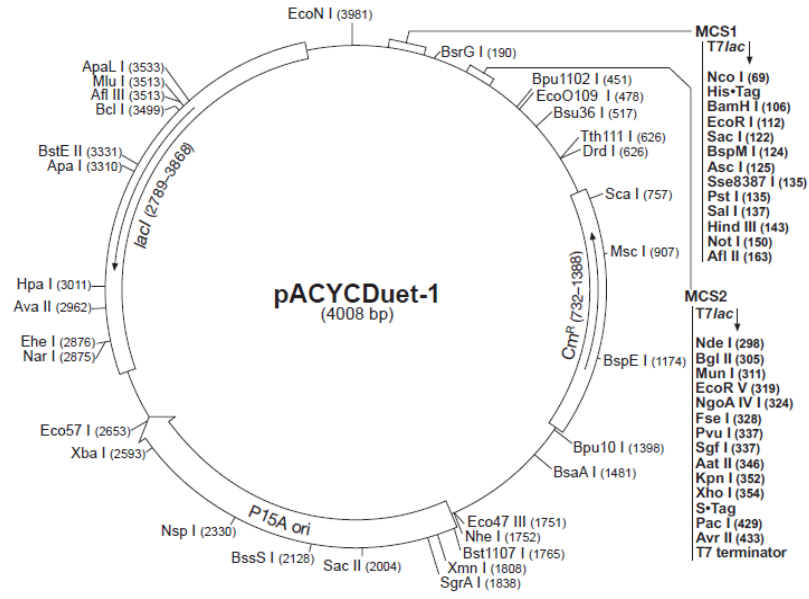 EcoN I (3981)
BsrG I (190)
Bpu1102 I (451)
EcoO109 I (478)
Bsu36 I (517)
Tth111 I (626)
Drd I (626)
Sca I (757)
Msc I (907)
BspE I (1174)
Bpu10 I (1398)
BsaA I (1481)
Eco47 III (1751)
Nhe I (1752)
Bst1107 I (1765)
Xmn I (1808)
SgrA I (1838)
Sac II (2004)
BssS I (2128)
Nsp I (2330)
Xba I (2593)
Eco57 I (2653)
Nar I (2875)
Ehe I (2876)
Ava II (2962)
Hpa I (3011)
Apa I (3310)
BstE II (3331)
Bcl I (3499)
Afl III (3513)
Mlu I (3513)
ApaL I (3533)
lacI (2789–3868)
CmR (732–1388)
P15A ori
pACYCDuet-1
(4008 bp)
MCS1
T7lac
Nco I (69)
His•Tag
BamH I (106)
EcoR I (112)
Sac I (122)
BspM I (124)
Asc I (125)
Sse8387 I (135)
Pst I (135)
Sal I (137)
Hind III (143)
Not I (150)
Afl II (163)
MCS2
T7lac
Nde I (298)
Bgl II (305)
Mun I (311)
EcoR V (319)
NgoA IV I (324)
Fse I (328)
Pvu I (337)
Sgf I (337)
Aat II (346)
Kpn I (352)
Xho I (354)
S•Tag
Pac I (429)
Avr II (433)
T7 terminator